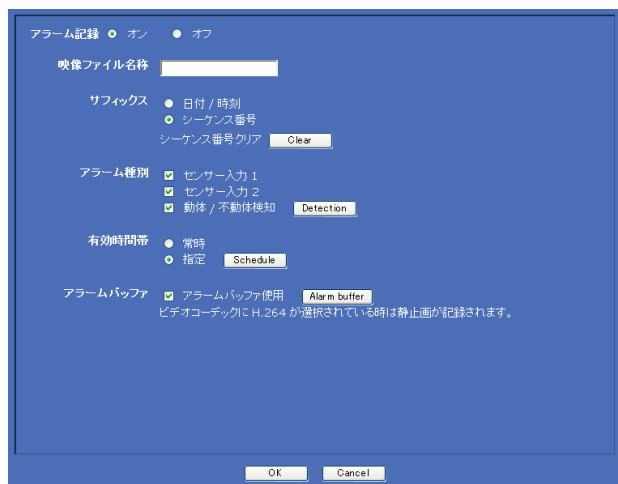 アラーム記録 オン オフ
映像ファイル名称
サフィックス 日付 / 時刻
シーケンス番号
シーケンス番号クリア Clear
アラーム種別 センサー入力 1
センサー入力 2
動体 / 不動体検知 Detection
有効時間帯 常時
指定 Schedule
アラームバッファ アラームバッファ使用 Alarm buffer
ビデオコーデックに H.264 が選択されている時は静止画が記録されます。
OK Cancel